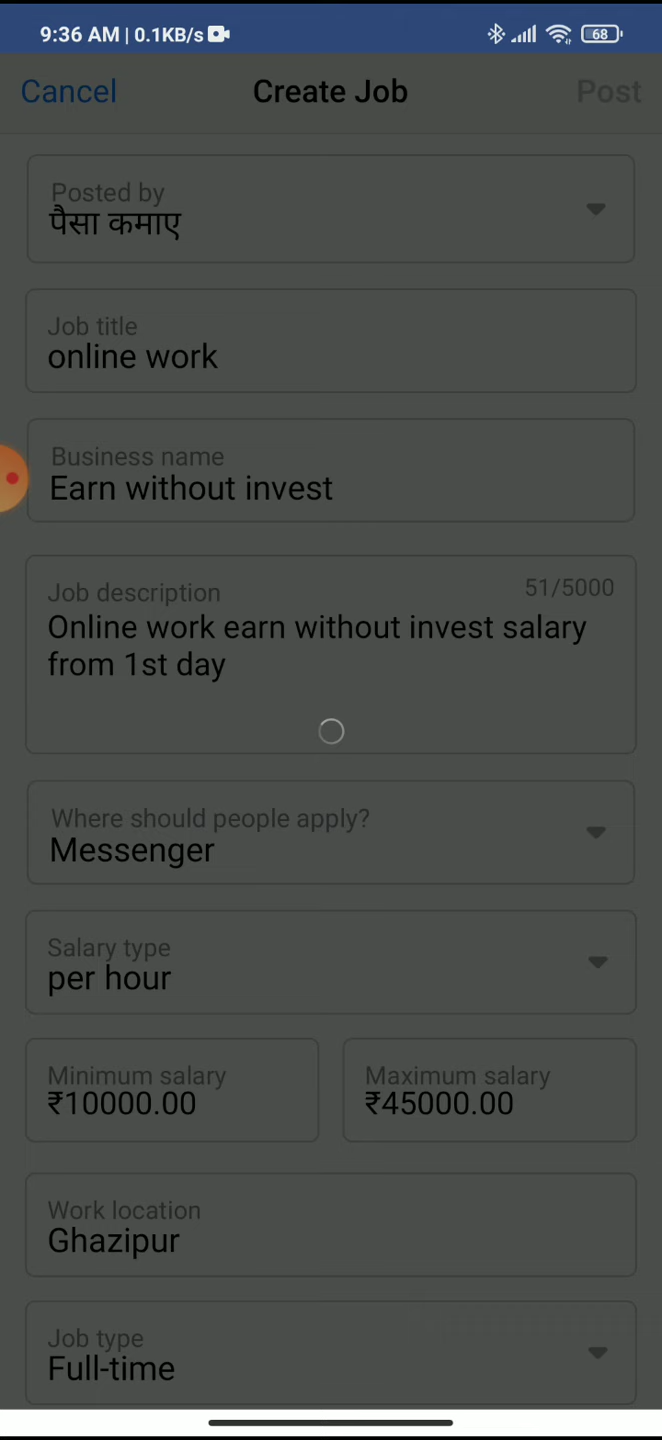 9:36 AM | 0.1KB/s
68
Cancel
Create Job
Post
Posted by
पैसा कमाए
Job title
online work
Business name
Earn without invest
Job description
51/5000
Online work earn without invest salary
from 1st day
Where should people apply?
Messenger
Salary type
per hour
Minimum salary
₹10000.00
Maximum salary
₹45000.00
Work location
Ghazipur
Job type
Full-time